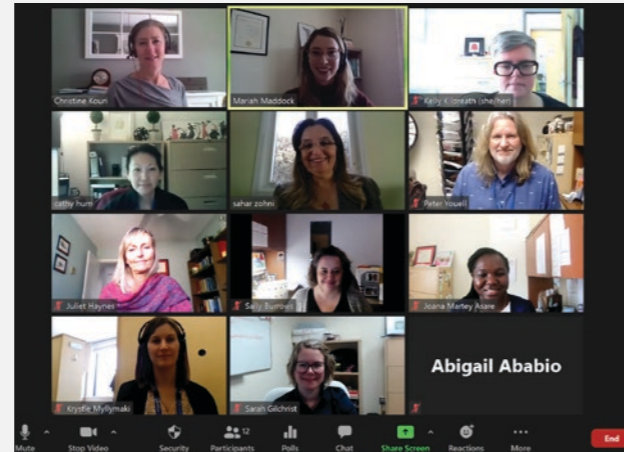 Christine Koun
Mariah Maddock
Kelly Kilbreath (she/her)
cathy hum
sahar zohni
Peter Youell
Juliet Haynes
Sally Burrows
Joana Martey Asare
Krystle Myllymaki
Sarah Gilchrist
Abigail Ababio
Mute
Stop Video
Security
Participants
12
Polls
Chat
Share Screen
Reactions
More
End